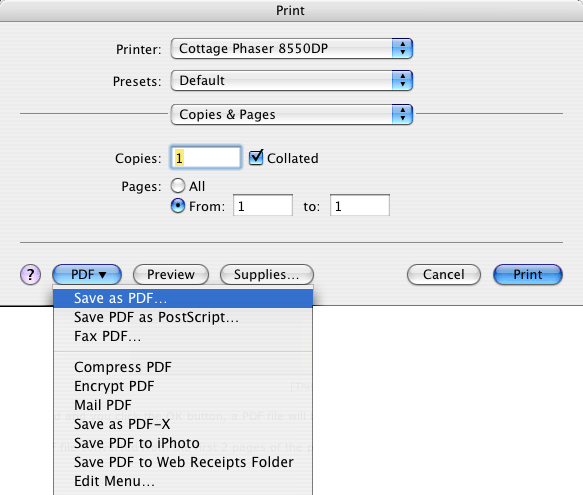 Print
Printer: Cottage Phaser 8550DP
Presets: Default
Copies & Pages
Copies: 1 Collated
Pages: All
From: 1 to: 1
? PDF Preview Supplies... Cancel Print
Save as PDF...
Save PDF as PostScript...
Fax PDF...
Compress PDF
Encrypt PDF
Mail PDF
Save as PDF-X
Save PDF to iPhoto
Save PDF to Web Receipts Folder
Edit Menu...